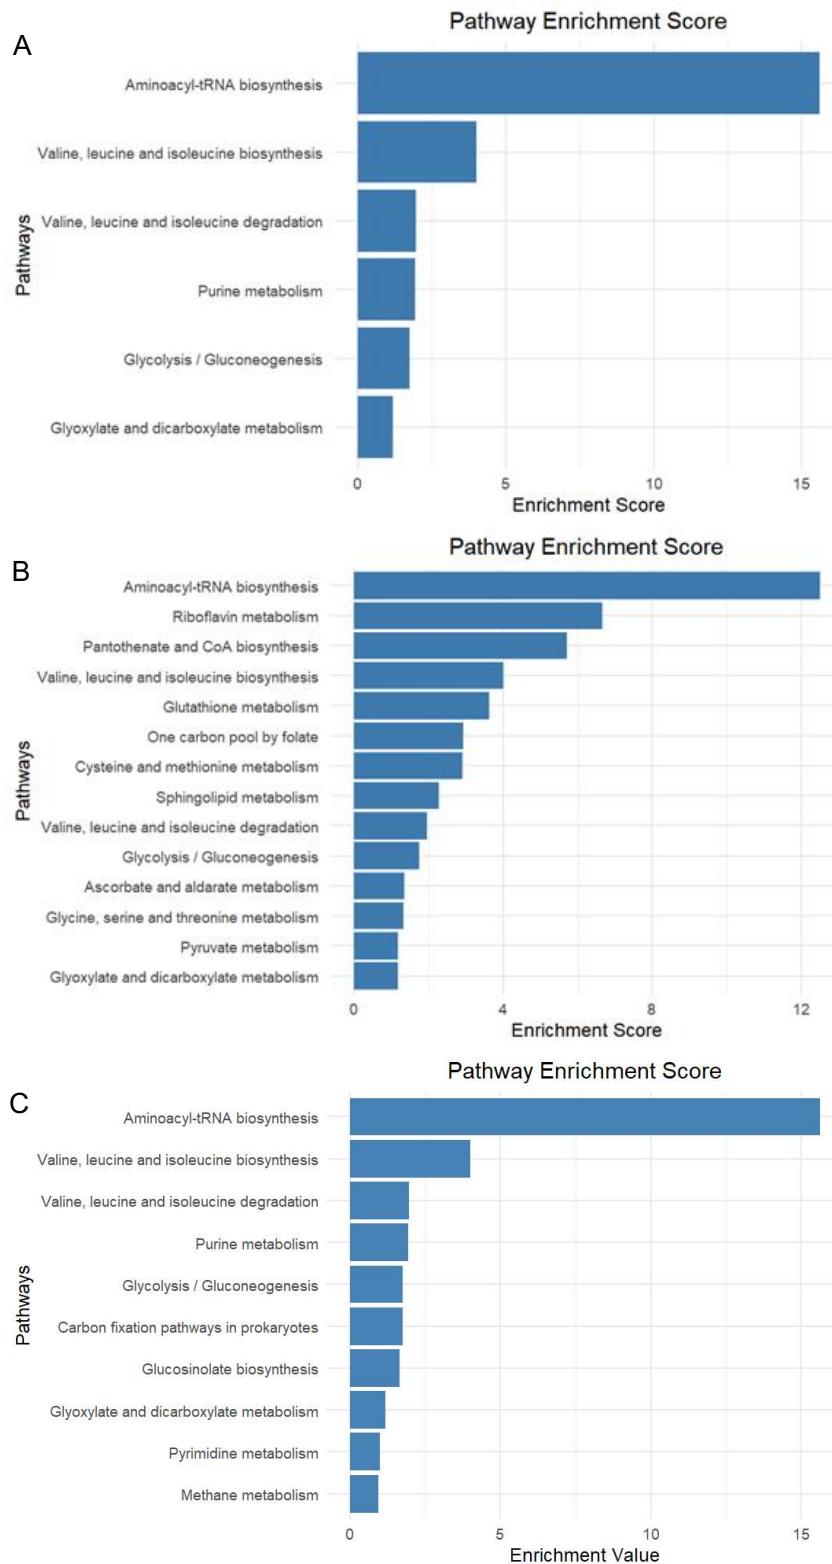 Pathway Enrichment Score
A
Aminoacyl-tRNA biosynthesis
Valine, leucine and isoleucine biosynthesis
Valine, leucine and isoleucine degradation
Purine metabolism
Glycolysis / Gluconeogenesis
Glyoxylate and dicarboxylate metabolism
Pathways
0 5 10 15
Enrichment Score
Pathway Enrichment Score
B
Aminoacyl-tRNA biosynthesis
Riboflavin metabolism
Pantothenate and CoA biosynthesis
Valine, leucine and isoleucine biosynthesis
Glutathione metabolism
One carbon pool by folate
Cysteine and methionine metabolism
Sphingolipid metabolism
Valine, leucine and isoleucine degradation
Glycolysis / Gluconeogenesis
Ascorbate and aldarate metabolism
Glycine, serine and threonine metabolism
Pyruvate metabolism
Glyoxylate and dicarboxylate metabolism
Pathways
0 4 8 12
Enrichment Score
Pathway Enrichment Score
C
Aminoacyl-tRNA biosynthesis
Valine, leucine and isoleucine biosynthesis
Valine, leucine and isoleucine degradation
Purine metabolism
Glycolysis / Gluconeogenesis
Carbon fixation pathways in prokaryotes
Glucosinolate biosynthesis
Glyoxylate and dicarboxylate metabolism
Pyrimidine metabolism
Methane metabolism
Pathways
0 5 10 15
Enrichment Value